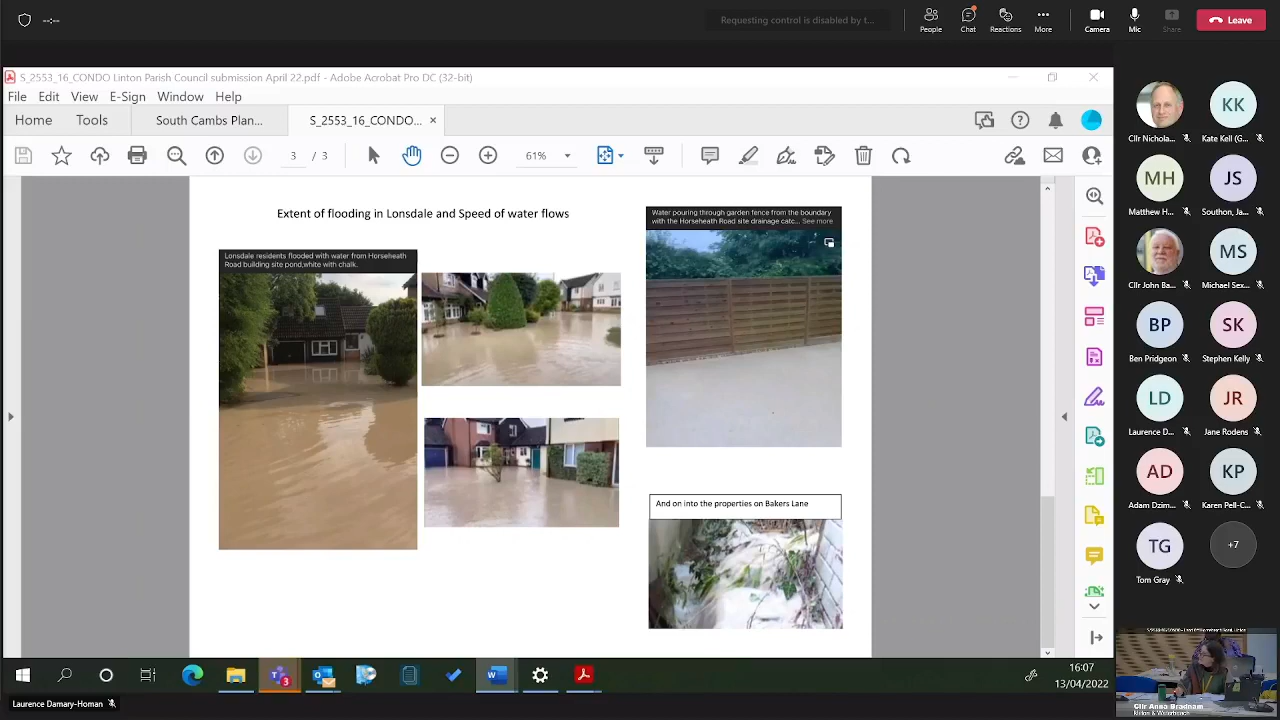 --:--
Requesting control is disabled by t...
People
Chat
Reactions
More
Camera
Mic
Share
Leave
S_2553_16_CONDO Linton Parish Council submission April 22.pdf - Adobe Acrobat Pro DC (32-bit)
File Edit View E-Sign Window Help
Home Tools South Cambs Plan... S_2553_16_CONDO... ×
3 / 3 61%
Extent of flooding in Lonsdale and Speed of water flows
Lonsdale residents flooded with water from Horseheath
Road building site pond,white with chalk.
Water pouring through garden fence from the boundary
with the Horseheath Road site drainage catc... See more
And on into the properties on Bakers Lane
Cllr Nichola...
KK
Kate Kell (G...
MH
Matthew H...
JS
Southon, J...
Cllr John Ba...
MS
Michael Se...
BP
Ben Pridgeon
SK
Stephen Kelly
LD
Laurence D...
JR
Jane Rodens
AD
Adam Dzim...
KP
Karen Pell-C...
TG
Tom Gray
+7
3
16:07
13/04/2022
Laurence Damary-Homan
Cllr Anna Bradnam
Milton & Waterbeach